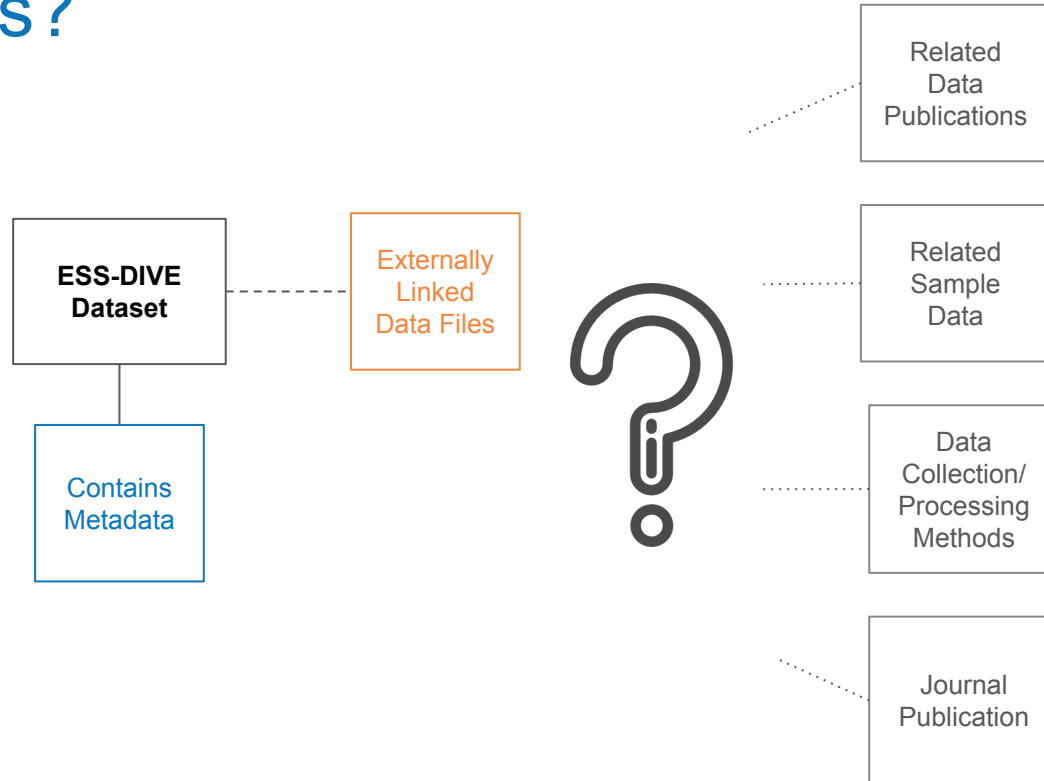 s?
Related
Data
Publications
ESS-DIVE
Dataset
Externally
Linked
Data Files
Related
Sample
Data
Contains
Metadata
Data
Collection/
Processing
Methods
Journal
Publication